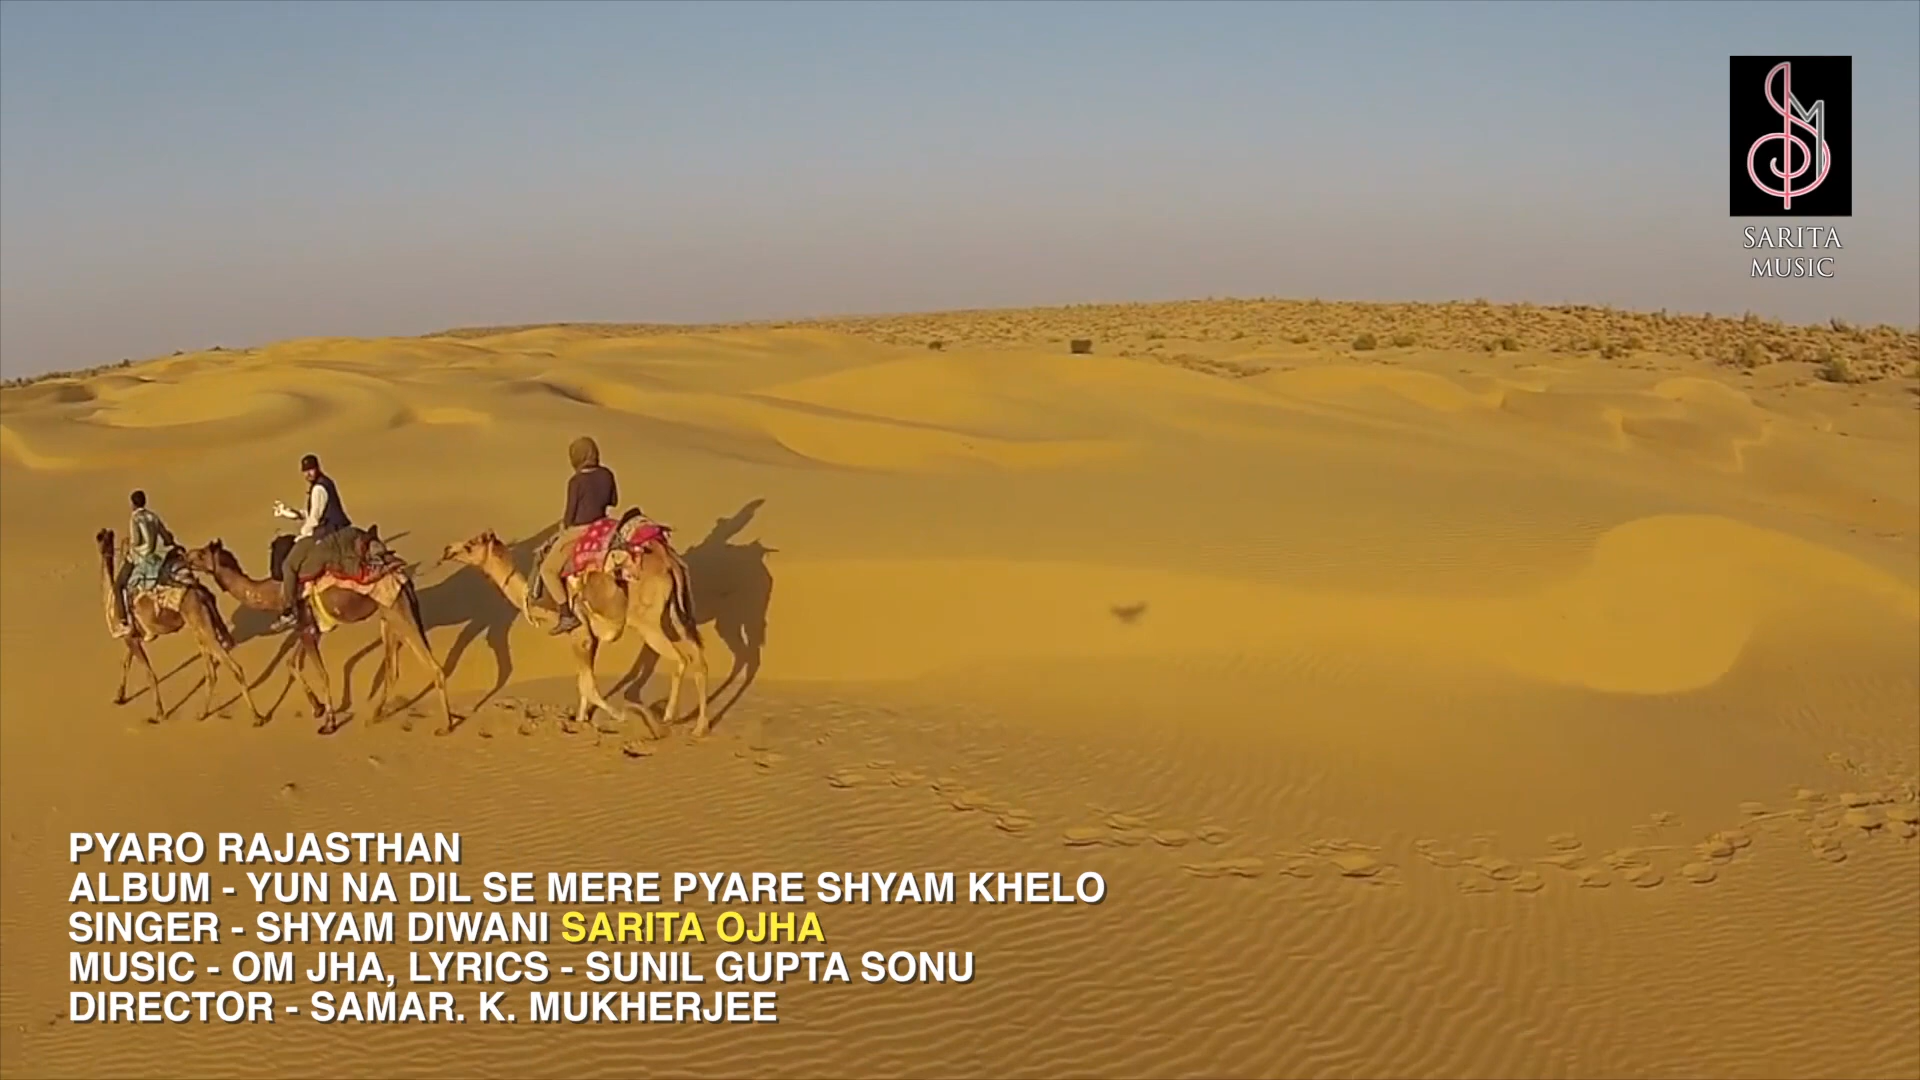 SARITA
MUSIC
PYARO RAJASTHAN
ALBUM - YUN NA DIL SE MERE PYARE SHYAM KHELO
SINGER - SHYAM DIWANI SARITA OJHA
MUSIC - OM JHA, LYRICS - SUNIL GUPTA SONU
DIRECTOR - SAMAR. K. MUKHERJEE